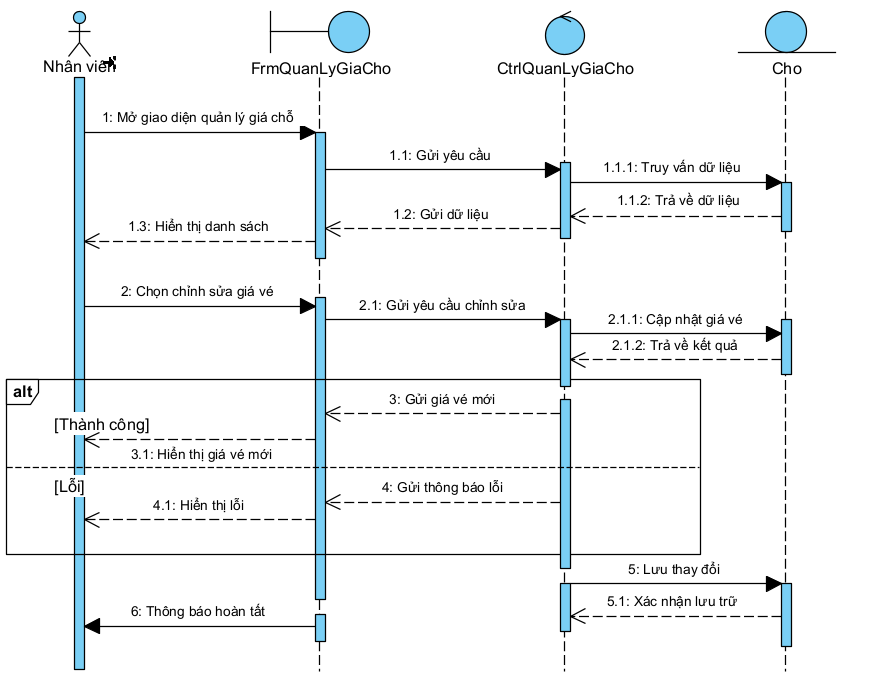 Nhân viên
FrmQuanLyGiaCho
CtrlQuanLyGiaCho
Cho
1: Mở giao diện quản lý giá chỗ
1.1: Gửi yêu cầu
1.1.1: Truy vấn dữ liệu
1.1.2: Trả về dữ liệu
1.2: Gửi dữ liệu
1.3: Hiển thị danh sách
2: Chọn chỉnh sửa giá vé
2.1: Gửi yêu cầu chỉnh sửa
2.1.1: Cập nhật giá vé
2.1.2: Trả về kết quả
alt
3: Gửi giá vé mới
[Thành công]
3.1: Hiển thị giá vé mới
[Lỗi]
4: Gửi thông báo lỗi
4.1: Hiển thị lỗi
5: Lưu thay đổi
5.1: Xác nhận lưu trữ
6: Thông báo hoàn tất